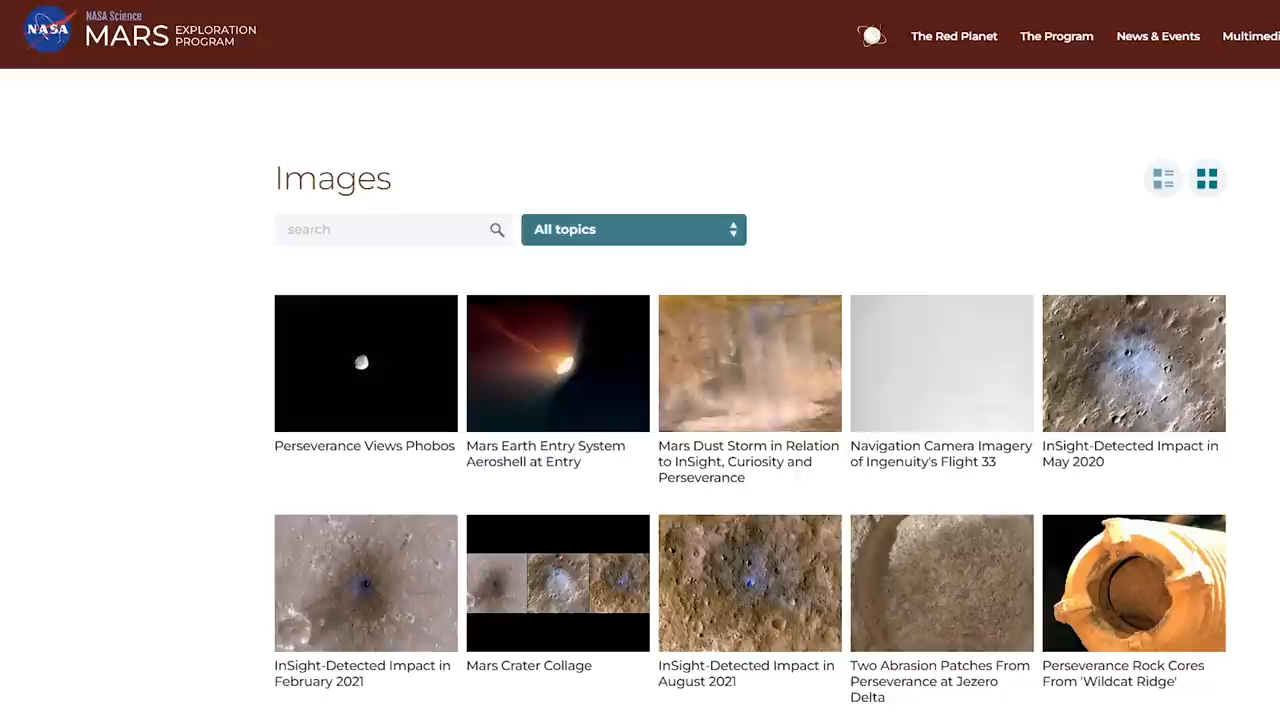 NASA
NASA Science
MARS EXPLORATION
PROGRAM
The Red Planet
The Program
News & Events
Multimedi
Images
search
All topics
Perseverance Views Phobos
Mars Earth Entry System
Aeroshell at Entry
Mars Dust Storm in Relation
to InSight, Curiosity and
Perseverance
Navigation Camera Imagery
of Ingenuity's Flight 33
InSight-Detected Impact in
May 2020
InSight-Detected Impact in
February 2021
Mars Crater Collage
InSight-Detected Impact in
August 2021
Two Abrasion Patches From
Perseverance at Jezero
Delta
Perseverance Rock Cores
From 'Wildcat Ridge'